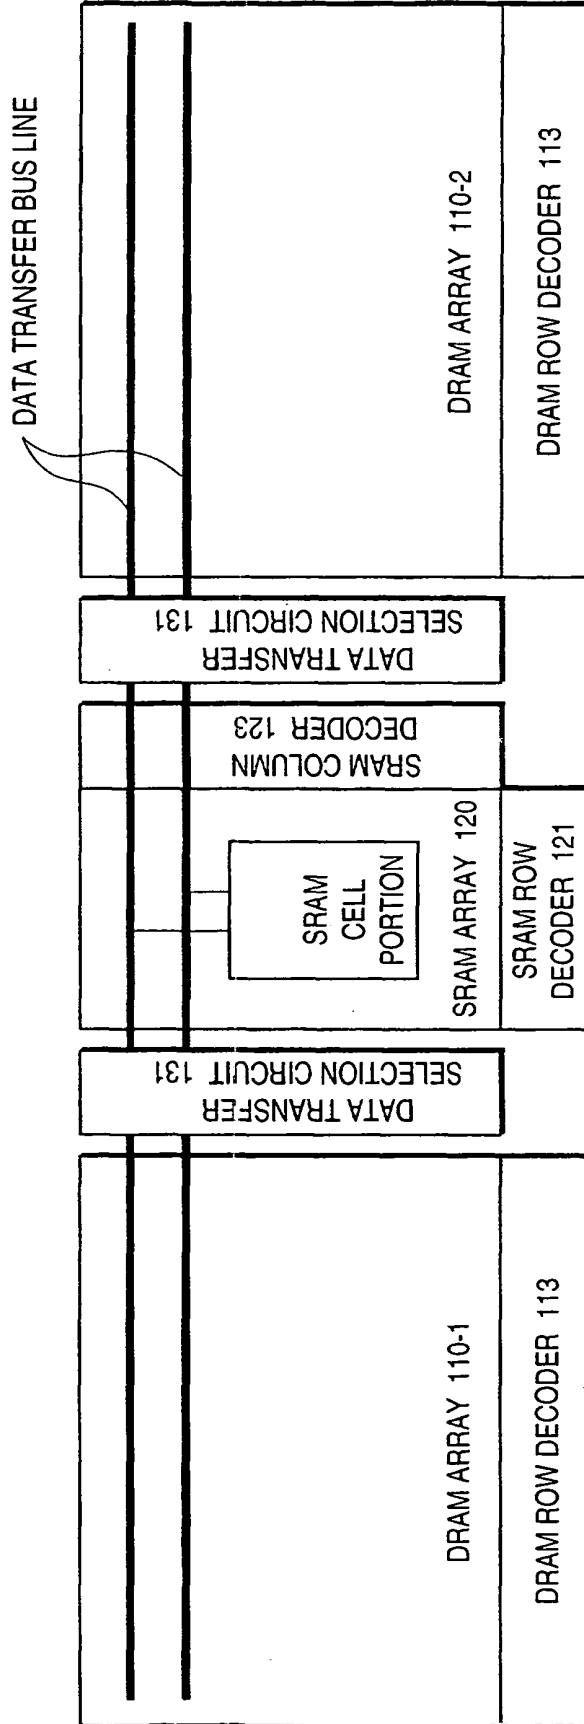 DATA TRANSFER BUS LINE
DRAM ARRAY 110-1
DRAM ROW DECODER 113
DATA TRANSFER
SELECTION CIRCUIT 131
SRAM
CELL
PORTION
SRAM ARRAY 120
SRAM ROW
DECODER 121
SRAM COLUMN
DECODER 123
DATA TRANSFER
SELECTION CIRCUIT 131
DRAM ARRAY 110-2
DRAM ROW DECODER 113